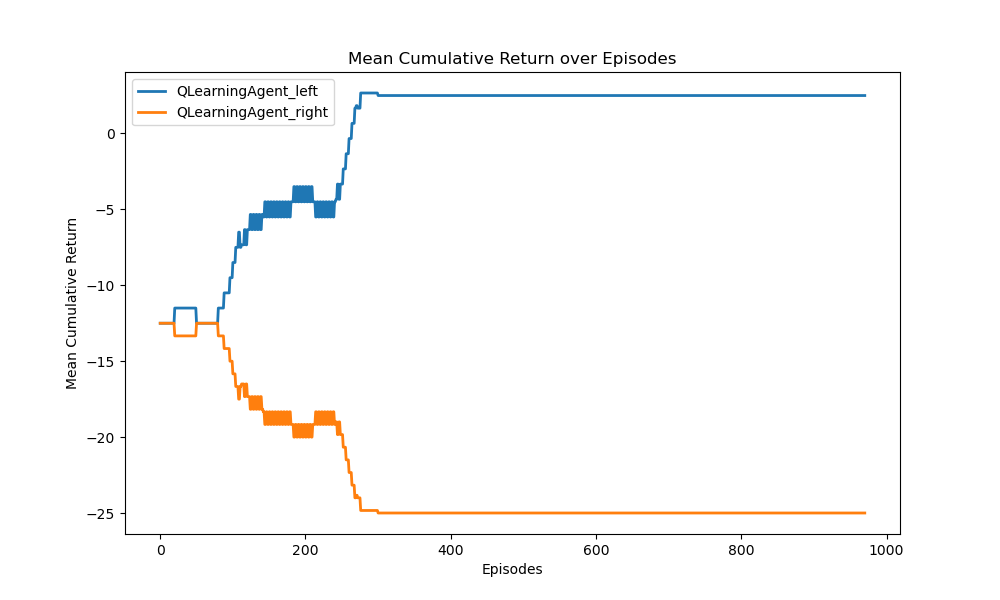 Mean Cumulative Return over Episodes
QLearningAgent_left
QLearningAgent_right
Mean Cumulative Return
0
−5
−10
−15
−20
−25
0 200 400 600 800 1000
Episodes